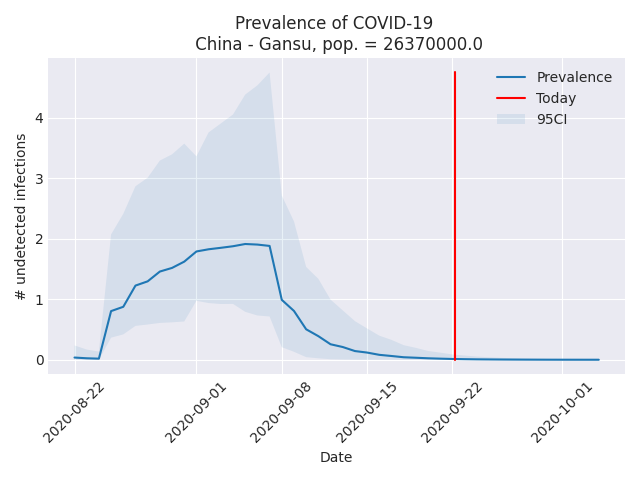 Prevalence of COVID-19
China - Gansu, pop. = 26370000.0
Prevalence
Today
95CI
# undetected infections
4
3
2
1
0
2020-08-22
2020-09-01
2020-09-08
2020-09-15
2020-09-22
2020-10-01
Date